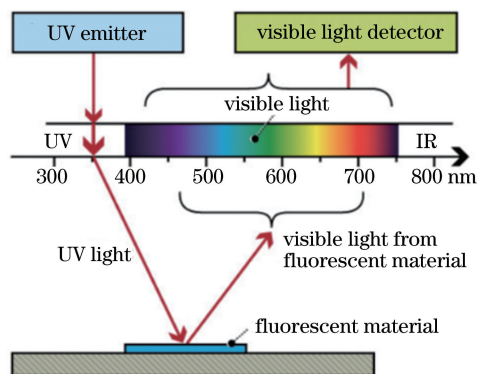 UV emitter
visible light detector
visible light
UV
IR
300 400 500 600 700 800 nm
UV light
visible light from
fluorescent material
fluorescent material